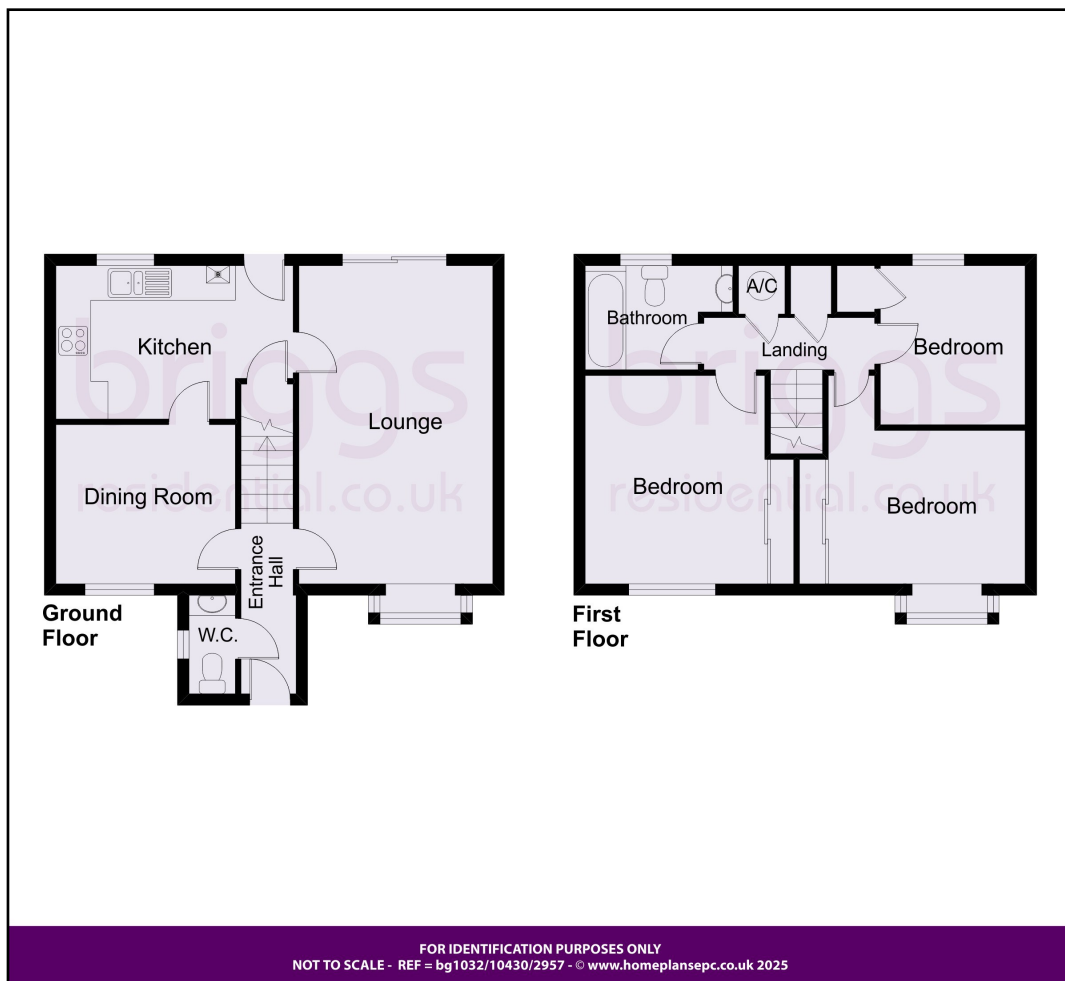 Kitchen
Lounge
Dining Room
Entrance
Hall
W.C.
Ground
Floor
briggs
residential.co.uk
Bathroom
A/C
Landing
Bedroom
Bedroom
Bedroom
First
Floor
briggs
residential.co.uk
FOR IDENTIFICATION PURPOSES ONLY
NOT TO SCALE - REF = bg1032/10430/2957 - © www.homeplansepc.co.uk 2025